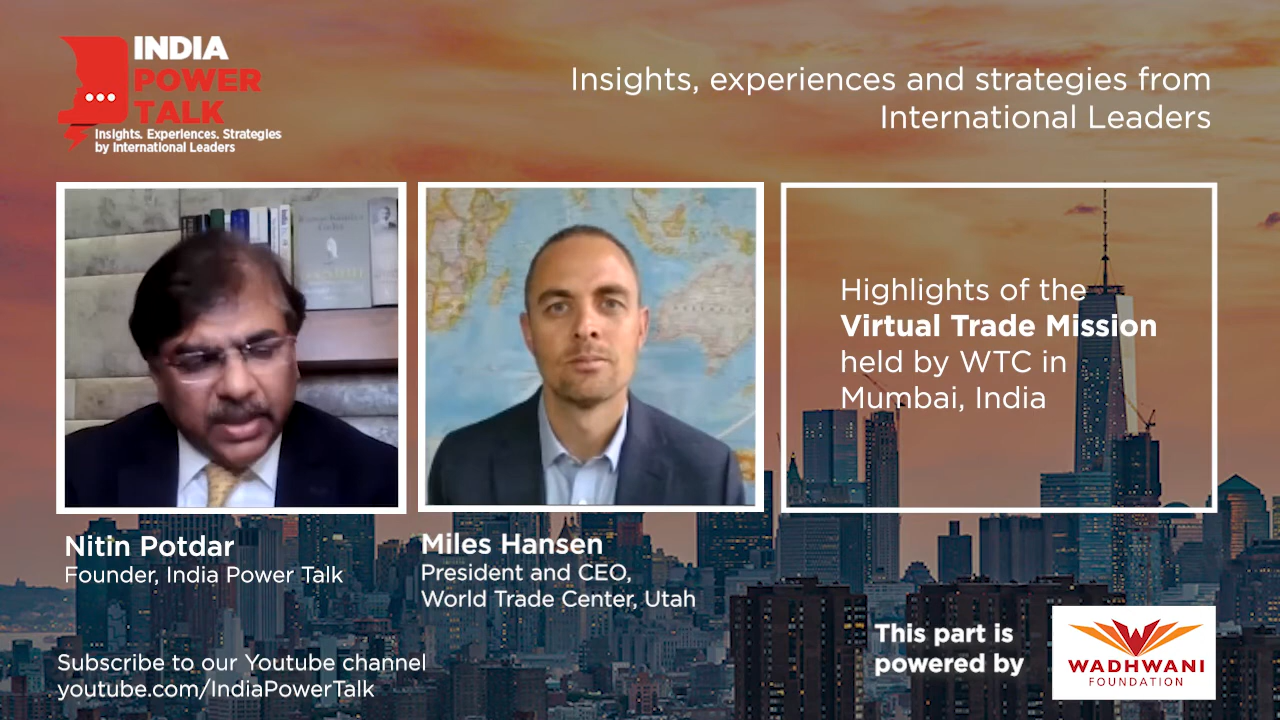 INDIA
POWER
TALK
Insights. Experiences. Strategies
by International Leaders
Insights, experiences and strategies from
International Leaders
Highlights of the
Virtual Trade Mission
held by WTC in
Mumbai, India
Nitin Potdar
Founder, India Power Talk
Miles Hansen
President and CEO,
World Trade Center, Utah
This part is
powered by
WADHWANI
FOUNDATION
Subscribe to our Youtube channel
youtube.com/IndiaPowerTalk